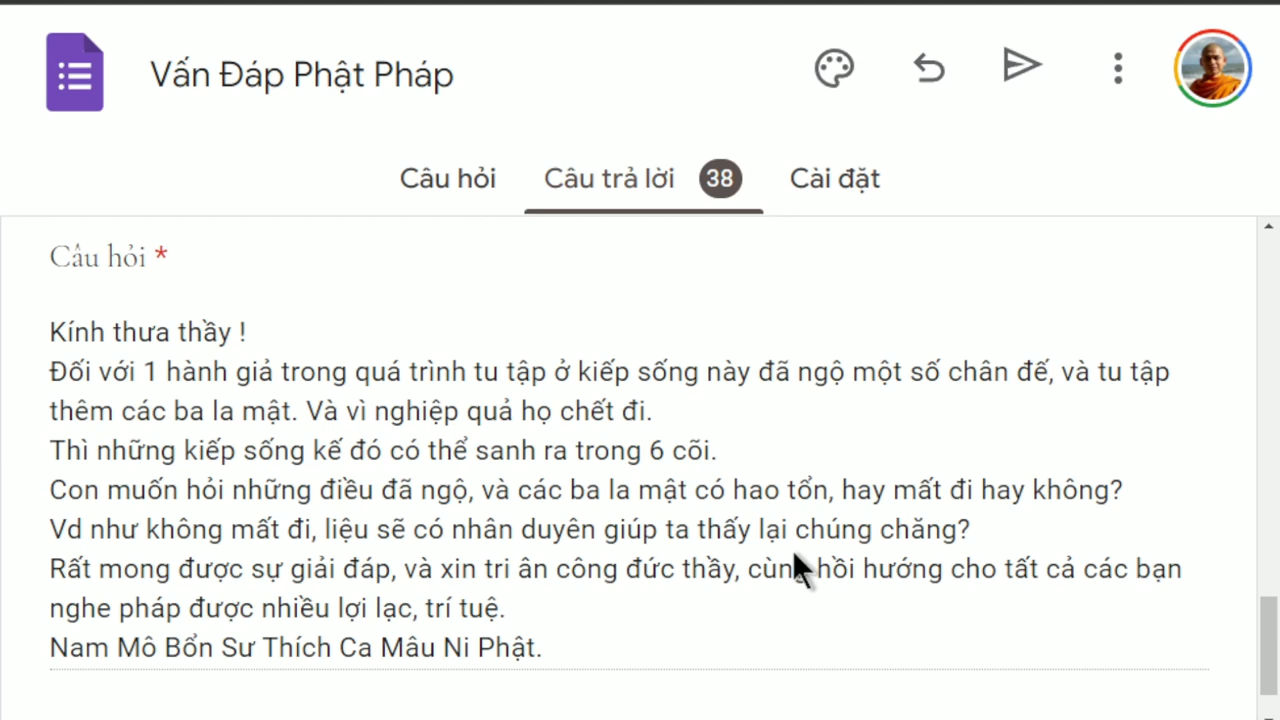 Vấn Đáp Phật Pháp
Câu hỏi Câu trả lời 38 Cài đặt
Câu hỏi *
Kính thưa thầy !
Đối với 1 hành giả trong quá trình tu tập ở kiếp sống này đã ngộ một số chân đế, và tu tập
thêm các ba la mật. Và vì nghiệp quả họ chết đi.
Thì những kiếp sống kế đó có thể sanh ra trong 6 cõi.
Con muốn hỏi những điều đã ngộ, và các ba la mật có hao tổn, hay mất đi hay không?
Vd như không mất đi, liệu sẽ có nhân duyên giúp ta thấy lại chúng chăng?
Rất mong được sự giải đáp, và xin tri ân công đức thầy, cùng hồi hướng cho tất cả các bạn
nghe pháp được nhiều lợi lạc, trí tuệ.
Nam Mô Bổn Sư Thích Ca Mâu Ni Phật.